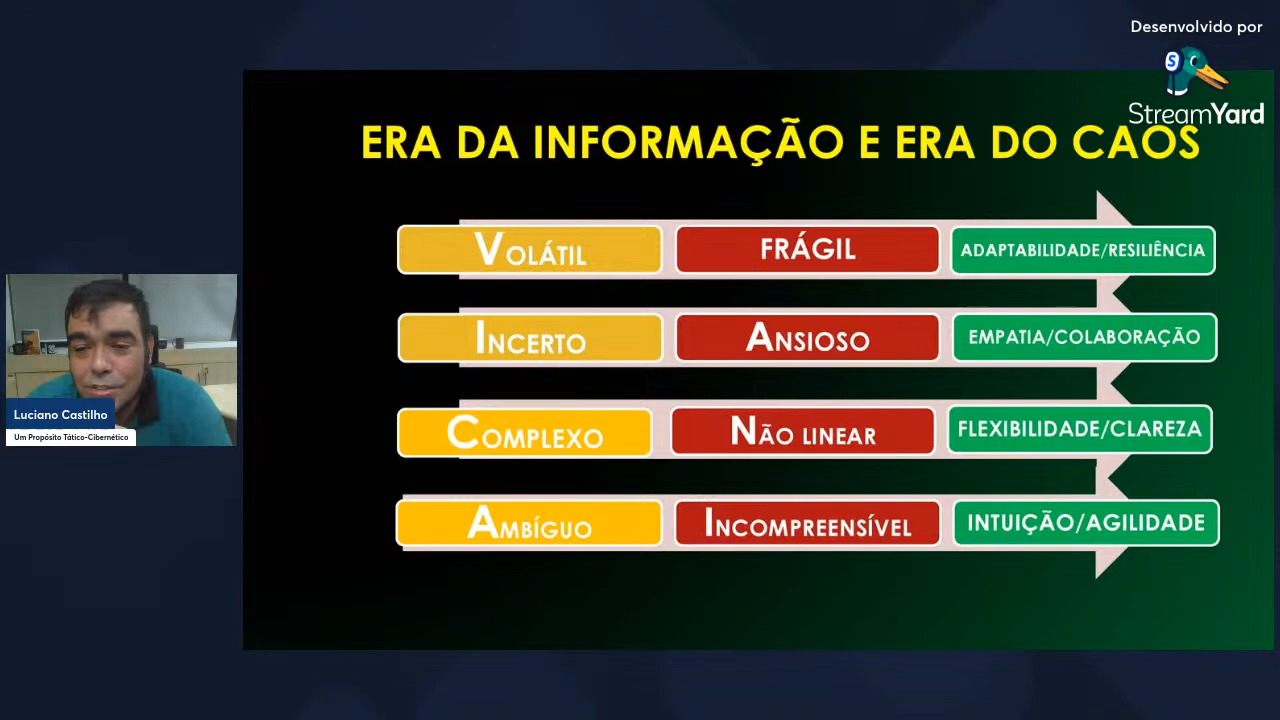 Desenvolvido por
S
StreamYard
ERA DA INFORMAÇÃO E ERA DO CAOS
VOLÁTIL FRÁGIL ADAPTABILIDADE/RESILIÊNCIA
INCERTO ANSIOSO EMPATIA/COLABORAÇÃO
COMPLEXO NÃO LINEAR FLEXIBILIDADE/CLAREZA
AMBÍGUO INCOMPREENSÍVEL INTUIÇÃO/AGILIDADE
Luciano Castilho
Um Propósito Tático-Cibernético